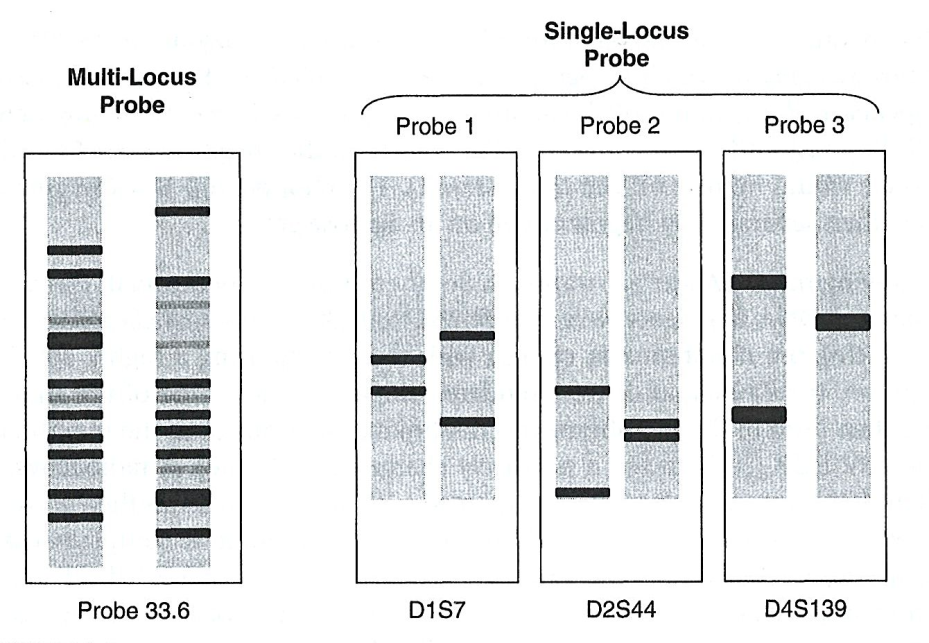 Multi-Locus
Probe
Single-Locus
Probe
Probe 1
Probe 2
Probe 3
Probe 33.6
D1S7
D2S44
D4S139